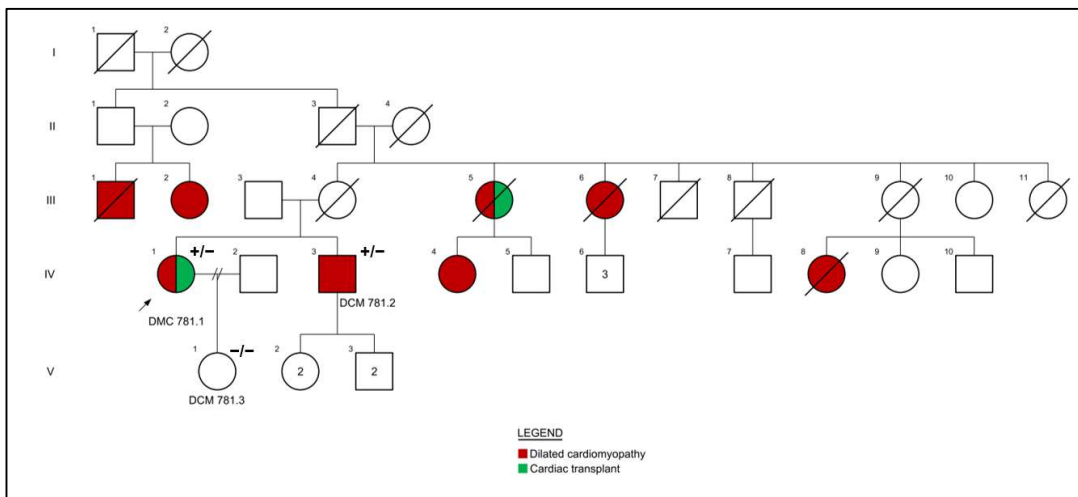 1 2
I
1 2 3 4
II
1 2 3 4 5 6 7 8 9 10 11
III
1 +/− 2 3 +/− 4 5 6 3 7 8 9 10
IV
DCM 781.2
DMC 781.1
1 −/− 2 2 3 2
V
DCM 781.3
LEGEND
Dilated cardiomyopathy
Cardiac transplant